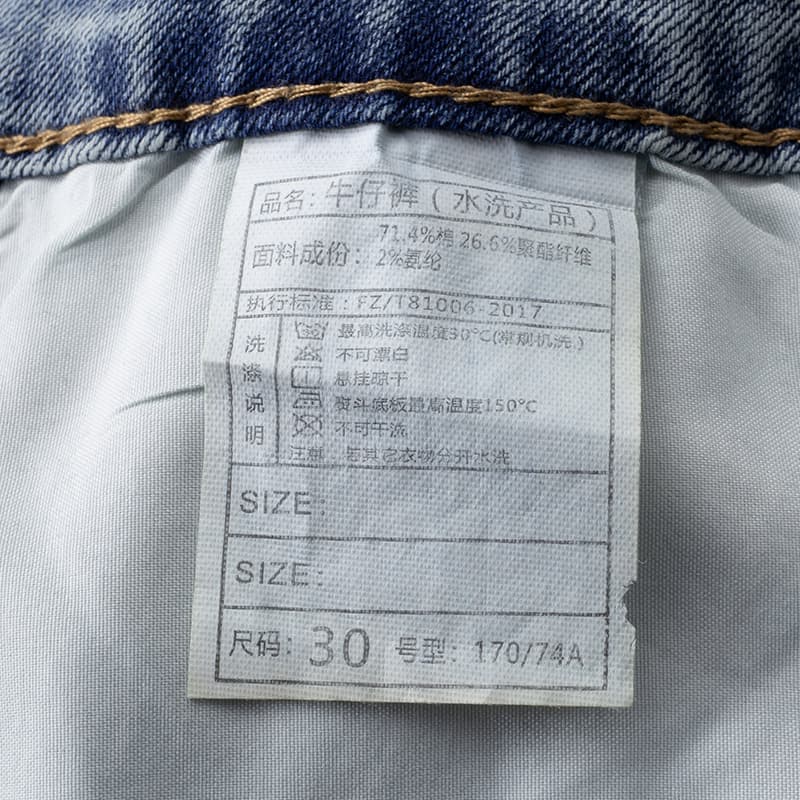 品名: 牛仔裤（水洗产品）
面料成份: 71.4%棉 26.6%聚酯纤维
2%氨纶
执行标准: FZ/T81006-2017
洗涤说明
最高洗涤温度30℃(常规机洗.)
不可漂白
悬挂晾干
熨斗底板最高温度150℃
不可干洗
注意: 与其它衣物分开水洗
SIZE:
SIZE:
尺码: 30 号型: 170/74A